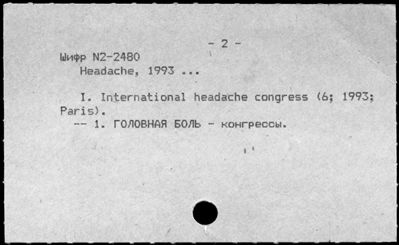 - 2 -
Шифр N2-2480
Headache, 1993 ...
I. International headache congress (6; 1993;
Paris).
-- 1. ГОЛОВНАЯ БОЛЬ - конгрессы.